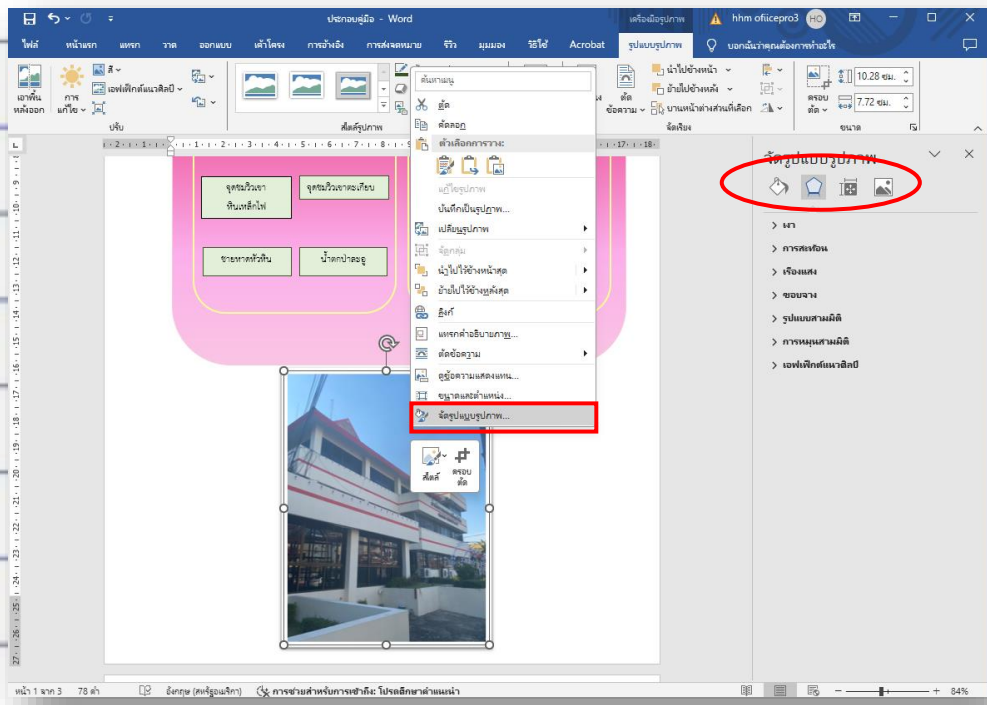 ประกอบคู่มือ - Word
เครื่องมือรูปภาพ
hhm ofiicepro3
HO
ไฟล์ หน้าแรก แทรก วาด ออกแบบ เค้าโครง การอ้างอิง การส่งจดหมาย รีวิว มุมมอง วิธีใช้ Acrobat รูปแบบรูปภาพ บอกฉันว่าคุณต้องการทำอะไร
เอาพื้น
หลังออก
การ
แก้ไข
สี
เอฟเฟ็กต์แนวศิลป์
ปรับ
สไตล์รูปภาพ
ตัด
ข้อความ
นำไปข้างหน้า
ย้ายไปข้างหลัง
บานหน้าต่างส่วนที่เลือก
จัดเรียง
ครอบ
ตัด
10.28 ซม.
7.72 ซม.
ขนาด
จุดชมวิวเขา
หินเหล็กไฟ
จุดชมวิวเขาตะเกียบ
ชายหาดหัวหิน
น้ำตกป่าละอู
ค้นหาเมนู
ตัด
คัดลอก
ตัวเลือกการวาง:
แก้ไขรูปภาพ
บันทึกเป็นรูปภาพ...
เปลี่ยนรูปภาพ
จัดกลุ่ม
นำไปไว้ข้างหน้าสุด
ย้ายไปไว้ข้างหลังสุด
ลิงก์
แทรกคำอธิบายภาพ...
ตัดข้อความ
ดูข้อความแสดงแทน...
ขนาดและตำแหน่ง...
จัดรูปแบบรูปภาพ...
สไตล์
ครอบ
ตัด
จัดรูปแบบรูปภาพ
เงา
การสะท้อน
เรืองแสง
ขอบจาง
รูปแบบสามมิติ
การหมุนสามมิติ
เอฟเฟ็กต์แนวศิลป์
หน้า 1 จาก 3 78 คำ อังกฤษ (สหรัฐอเมริกา) การช่วยสำหรับการเข้าถึง: โปรดศึกษาคำแนะนำ 84%